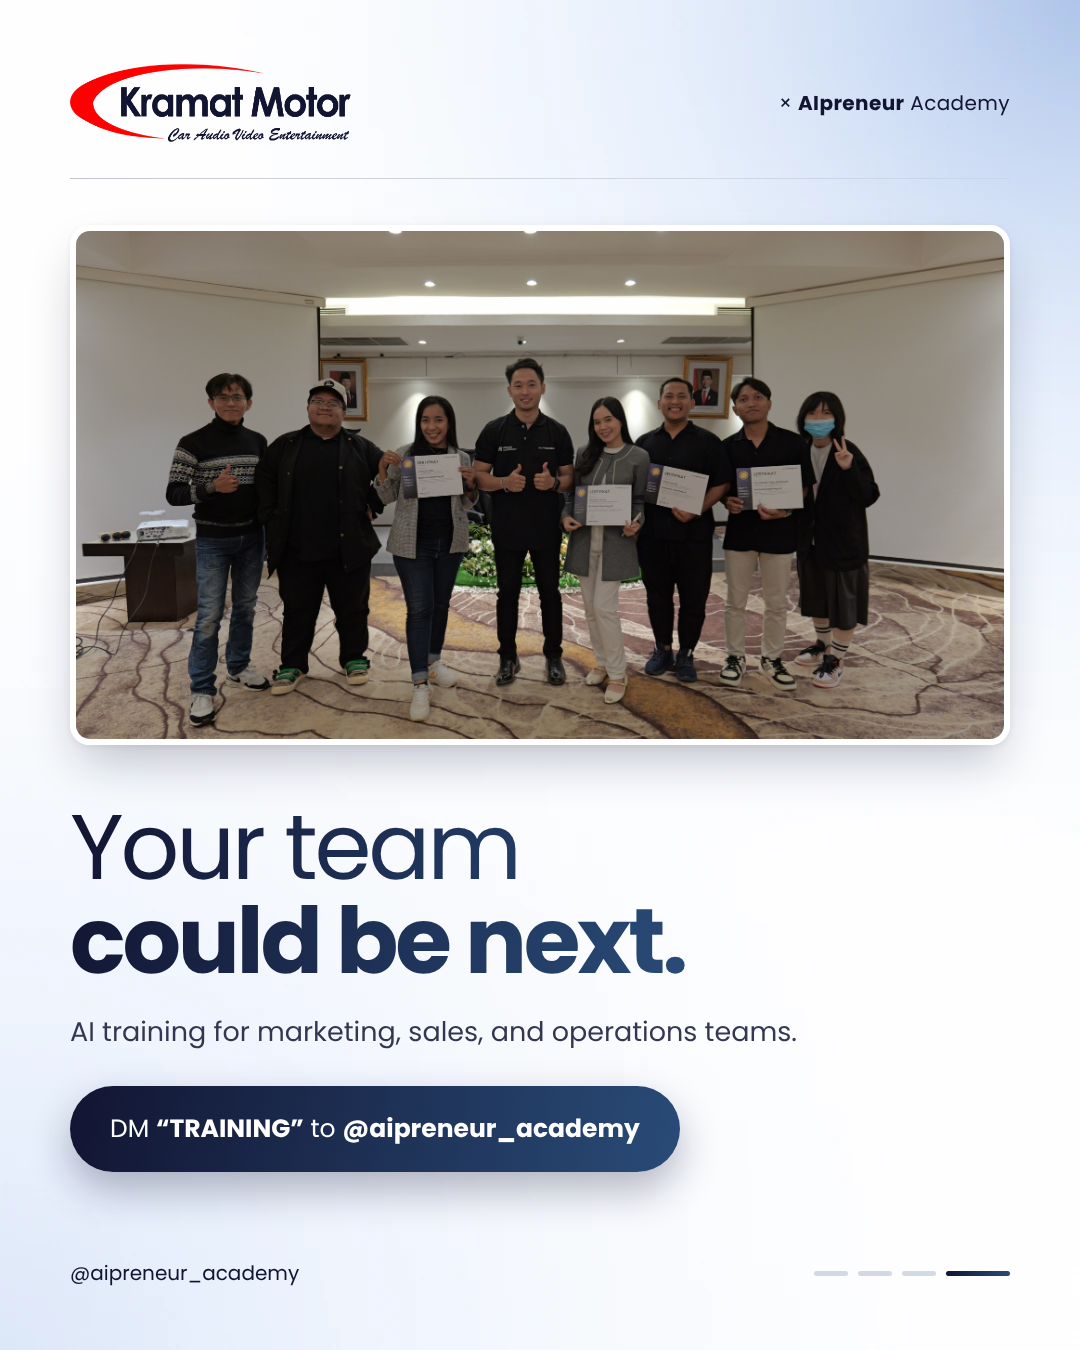 Kramat Motor
Car Audio Video Entertainment
× AIpreneur Academy
Your team
could be next.
AI training for marketing, sales, and operations teams.
DM “TRAINING” to @aipreneur_academy
@aipreneur_academy